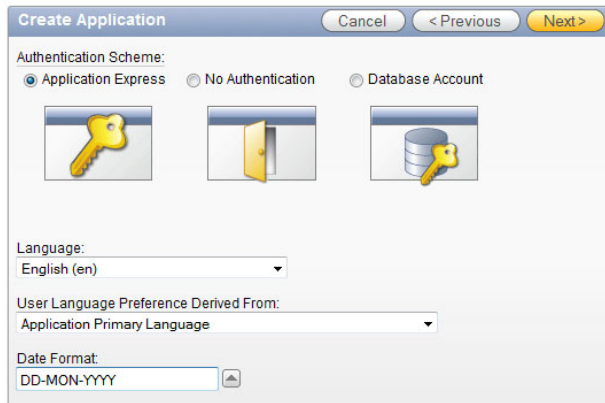 Create Application
Cancel
< Previous
Next >
Authentication Scheme:
Application Express
No Authentication
Database Account
Language:
English (en)
User Language Preference Derived From:
Application Primary Language
Date Format:
DD-MON-YYYY